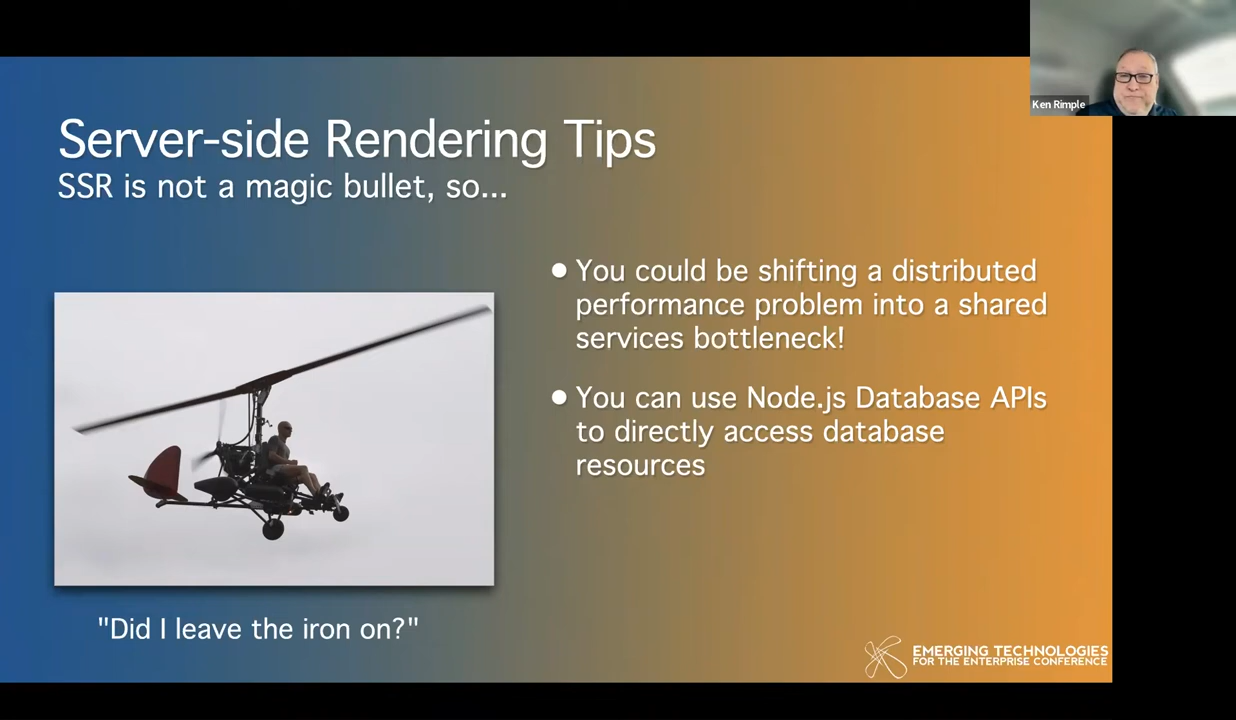 Ken Rimple
Server-side Rendering Tips
SSR is not a magic bullet, so...
● You could be shifting a distributed
performance problem into a shared
services bottleneck!
● You can use Node.js Database APIs
to directly access database
resources
"Did I leave the iron on?"
EMERGING TECHNOLOGIES
FOR THE ENTERPRISE CONFERENCE